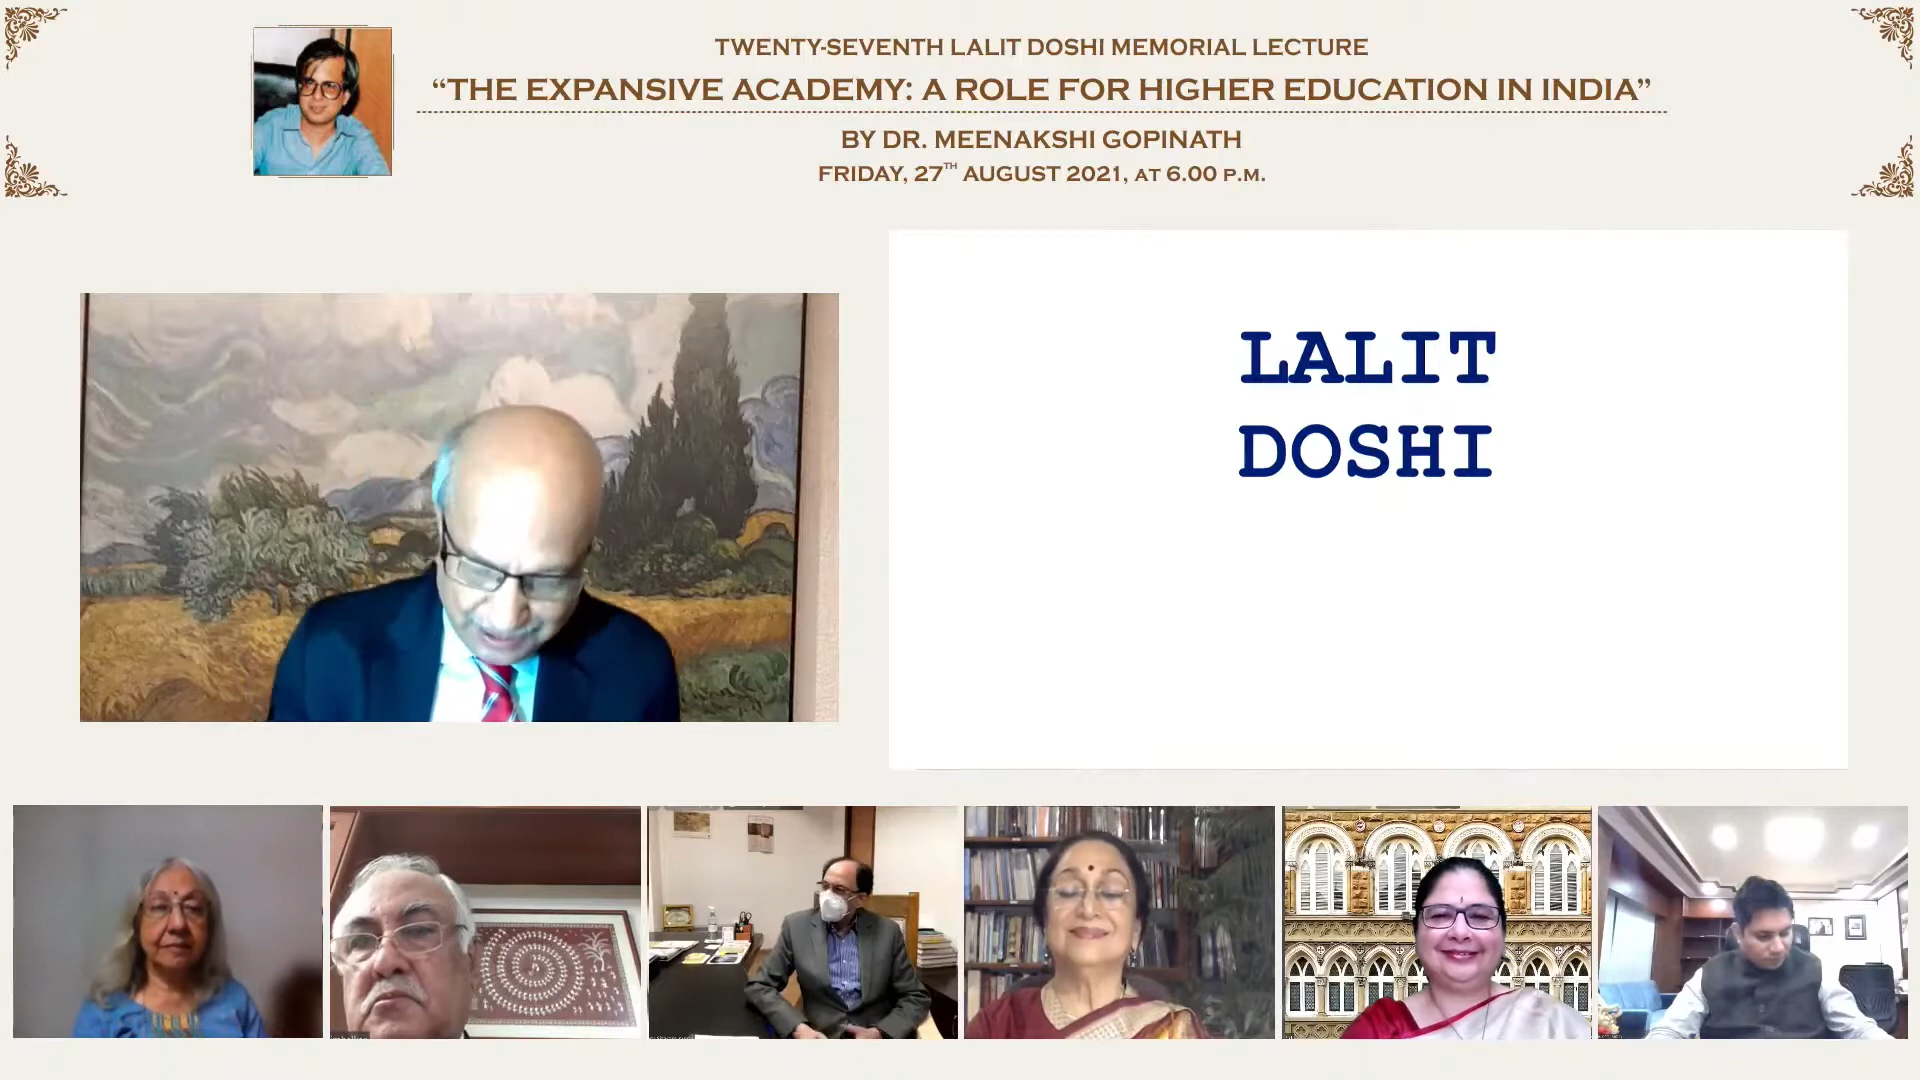 TWENTY-SEVENTH LALIT DOSHI MEMORIAL LECTURE
“THE EXPANSIVE ACADEMY: A ROLE FOR HIGHER EDUCATION IN INDIA”
BY DR. MEENAKSHI GOPINATH
FRIDAY, 27TH AUGUST 2021, AT 6.00 P.M.
LALIT
DOSHI